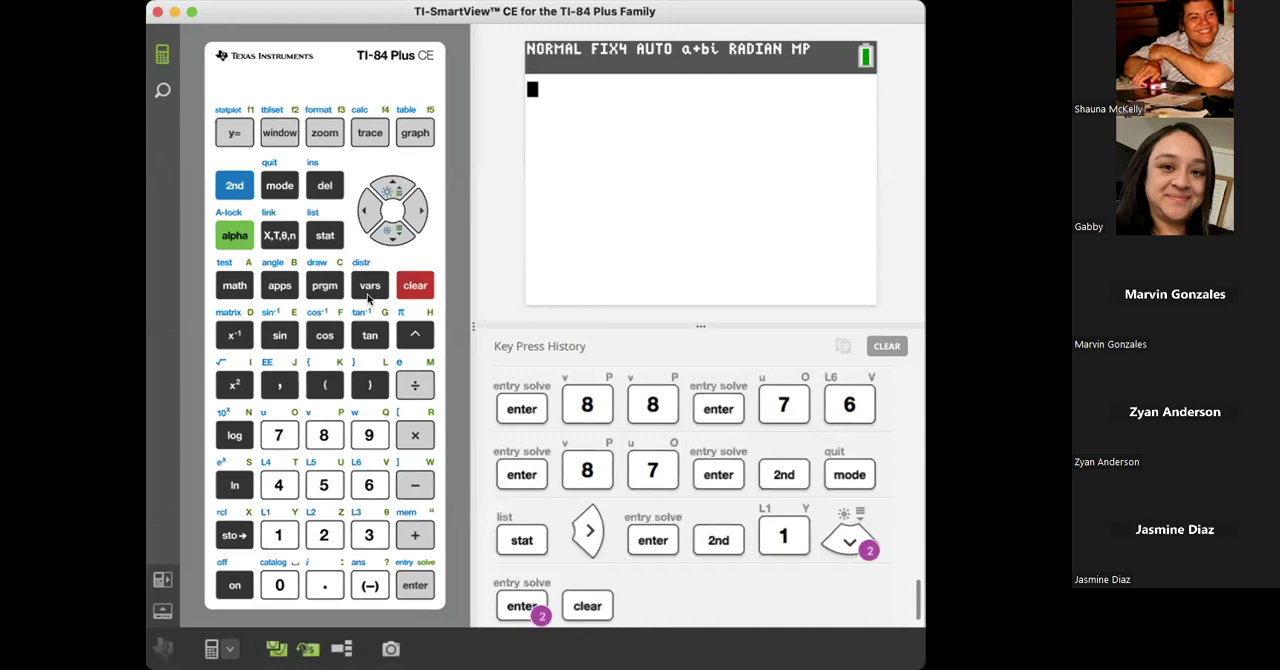 TI-SmartView™ CE for the TI-84 Plus Family
TEXAS INSTRUMENTS TI-84 Plus CE
statplot f1 tblset f2 format f3 calc f4 table f5
y= window zoom trace graph
quit ins
2nd mode del
A-lock link list
alpha X,T,θ,n stat
test A angle B draw C distr
math apps prgm vars clear
matrix D sin⁻¹ E cos⁻¹ F tan⁻¹ G π H
x⁻¹ sin cos tan ^
√ I EE J { K } L e M
x² , ( ) ÷
10ˣ N u O v P w Q [ R
log 7 8 9 ×
eˣ S L4 T L5 U L6 V ] W
ln 4 5 6 −
rcl X L1 Y L2 Z L3 θ mem "
sto→ 1 2 3 +
off catalog ⎵ i : ans ? entry solve
on 0 . (−) enter
NORMAL FIX4 AUTO a+bi RADIAN MP
Key Press History CLEAR
entry solve v P v P entry solve u O L6 V
enter 8 8 enter 7 6
entry solve v P u O entry solve quit
enter 8 7 enter 2nd mode
list entry solve L1 Y
stat > enter 2nd 1 2
entry solve
enter 2 clear
Shauna McKelly
Gabby
Marvin Gonzales
Marvin Gonzales
Zyan Anderson
Zyan Anderson
Jasmine Diaz
Jasmine Diaz